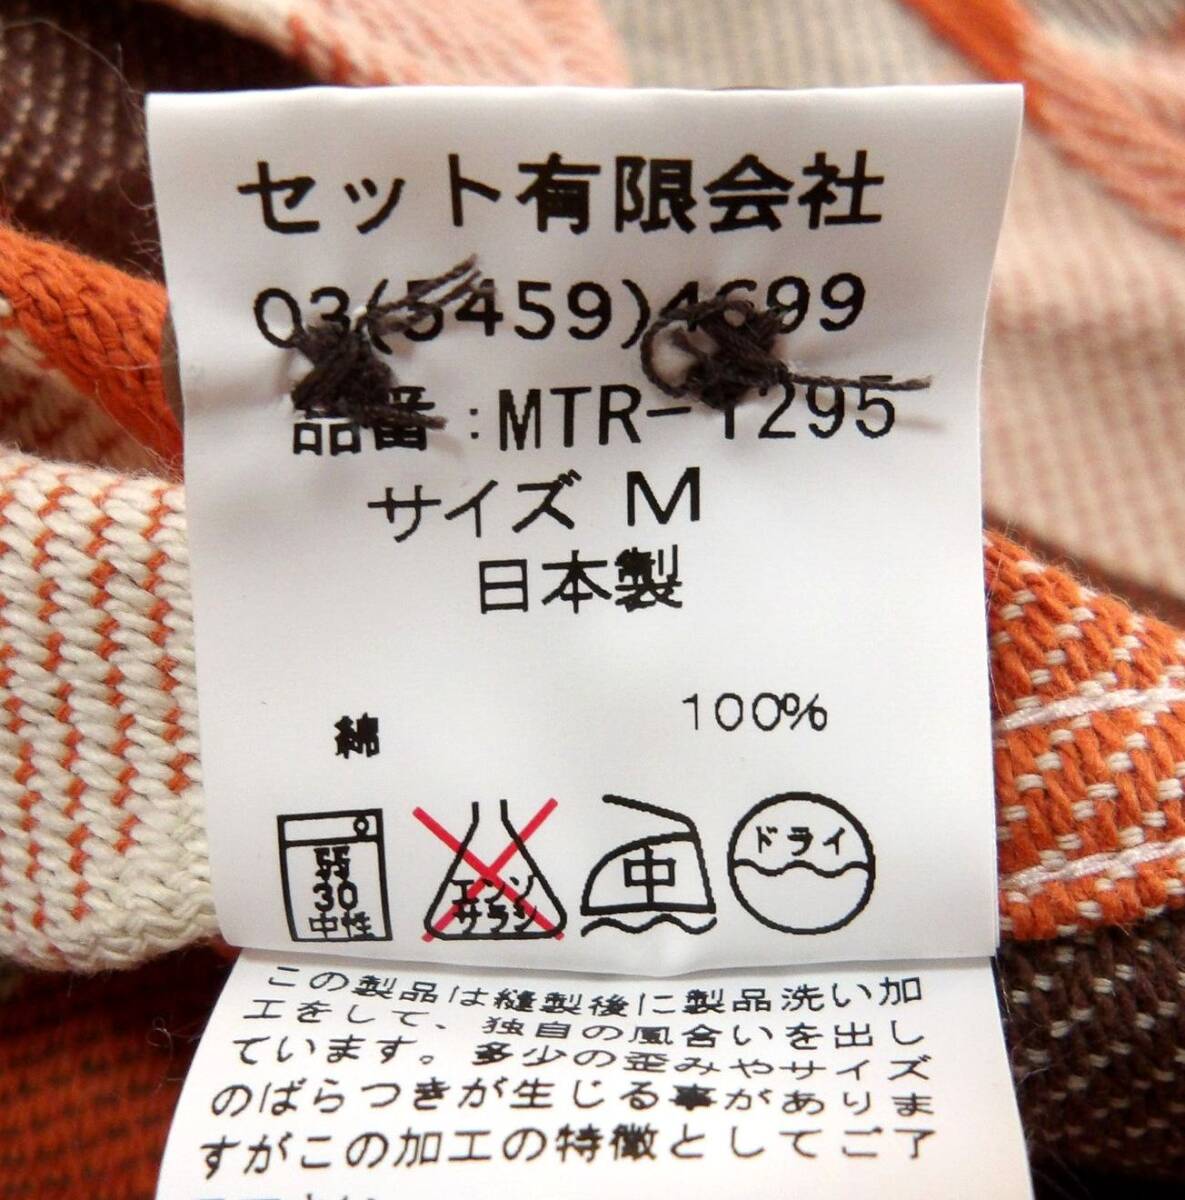 セット有限会社
03(5459)4699
品番:MTR-1295
サイズ M
日本製
綿 100%
弱
30
中性
エンソ
サラシ
中
ドライ
この製品は縫製後に製品洗い加
工をして、独自の風合いを出し
ています。多少の歪みやサイズ
のばらつきが生じる事がありま
すがこの加工の特徴としてご了